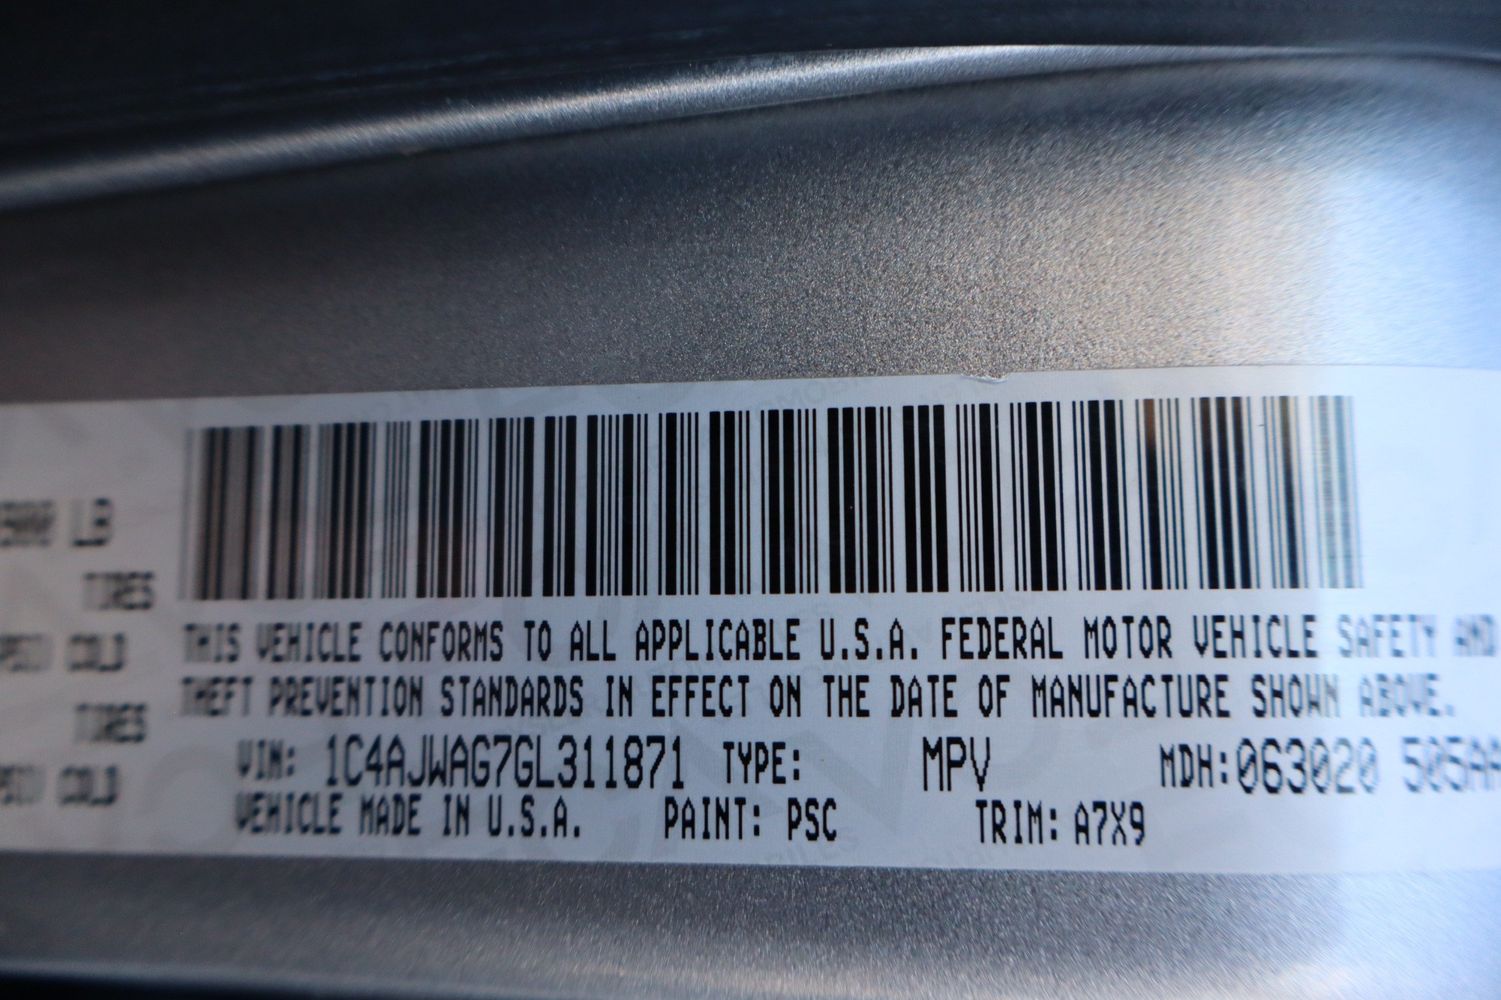 LB
TIRES
COLD
TIRES
COLD
THIS VEHICLE CONFORMS TO ALL APPLICABLE U.S.A. FEDERAL MOTOR VEHICLE SAFETY AND
THEFT PREVENTION STANDARDS IN EFFECT ON THE DATE OF MANUFACTURE SHOWN ABOVE.
VIN: 1C4AJWAG7GL311871 TYPE: MPV MDH:063020 505AA
VEHICLE MADE IN U.S.A. PAINT: PSC TRIM: A7X9